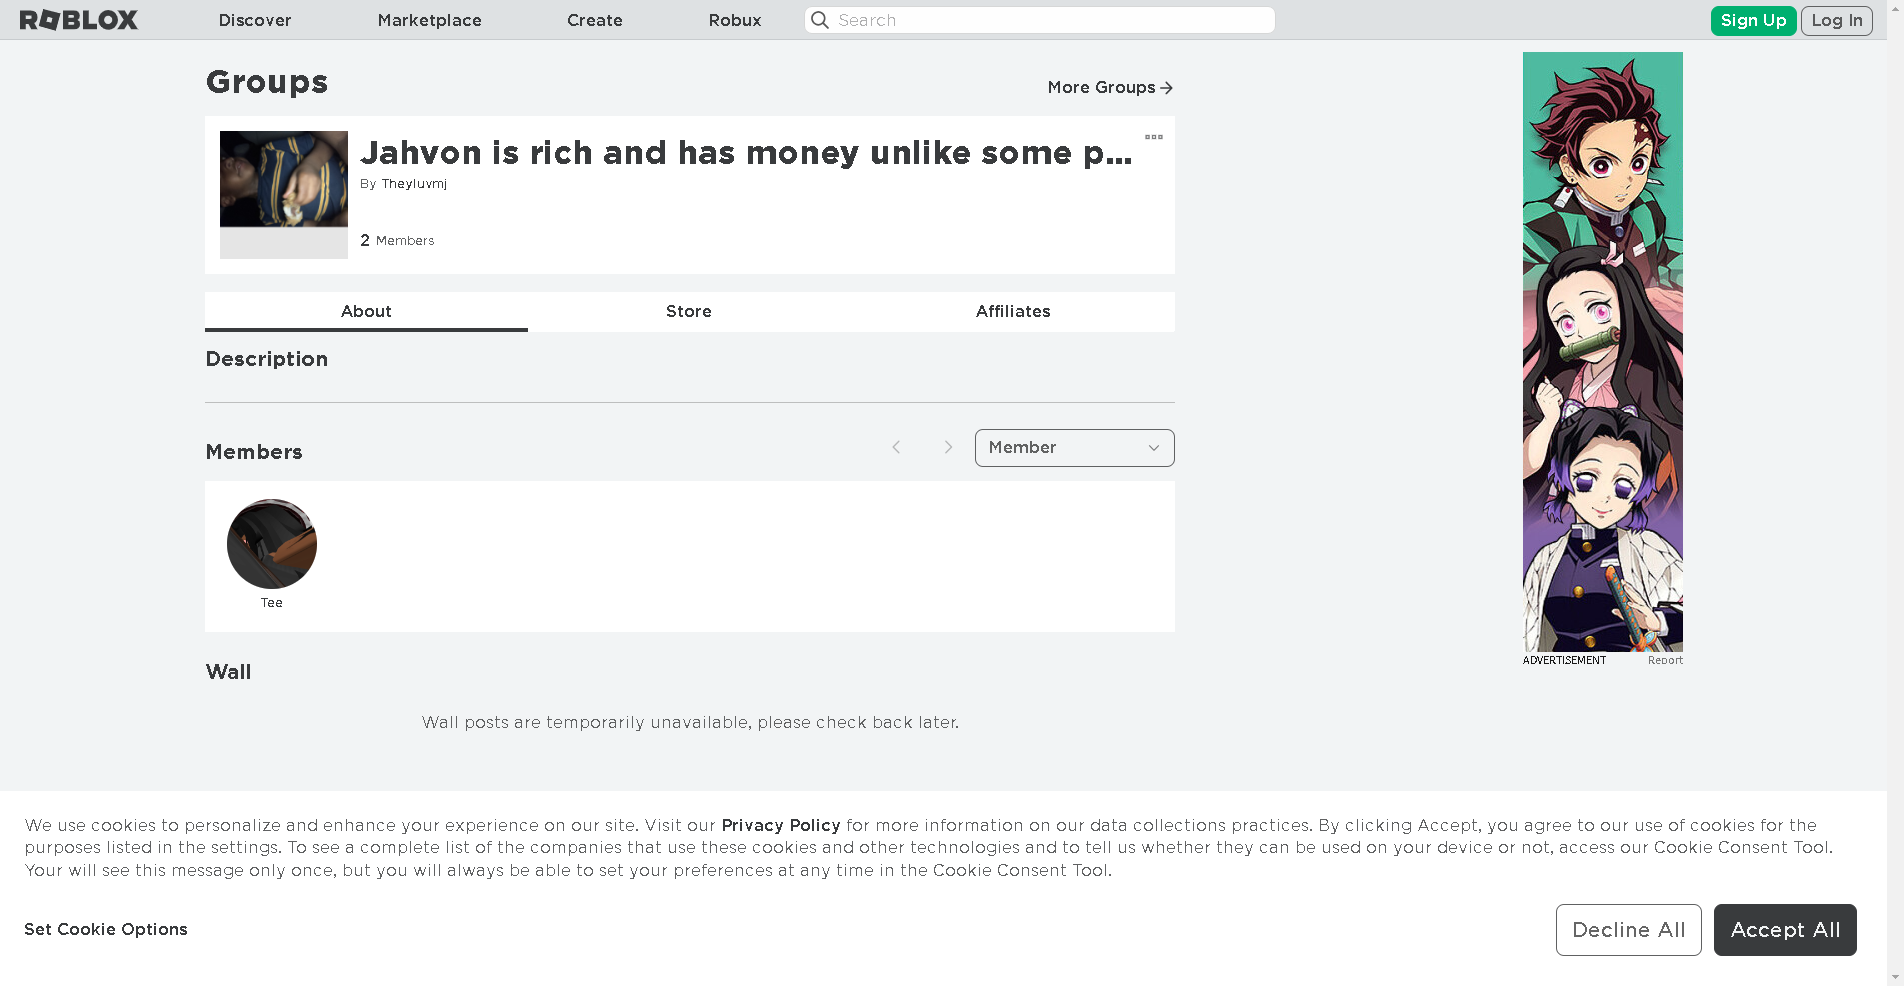 ROBLOX
Discover
Marketplace
Create
Robux
Search
Sign Up
Log In
Groups
More Groups
Jahvon is rich and has money unlike some p...
By Theyluvmj
2 Members
About
Store
Affiliates
Description
Members
Member
Tee
Wall
Wall posts are temporarily unavailable, please check back later.
ADVERTISEMENT
Report
We use cookies to personalize and enhance your experience on our site. Visit our Privacy Policy for more information on our data collections practices. By clicking Accept, you agree to our use of cookies for the
purposes listed in the settings. To see a complete list of the companies that use these cookies and other technologies and to tell us whether they can be used on your device or not, access our Cookie Consent Tool.
Your will see this message only once, but you will always be able to set your preferences at any time in the Cookie Consent Tool.
Set Cookie Options
Decline All
Accept All